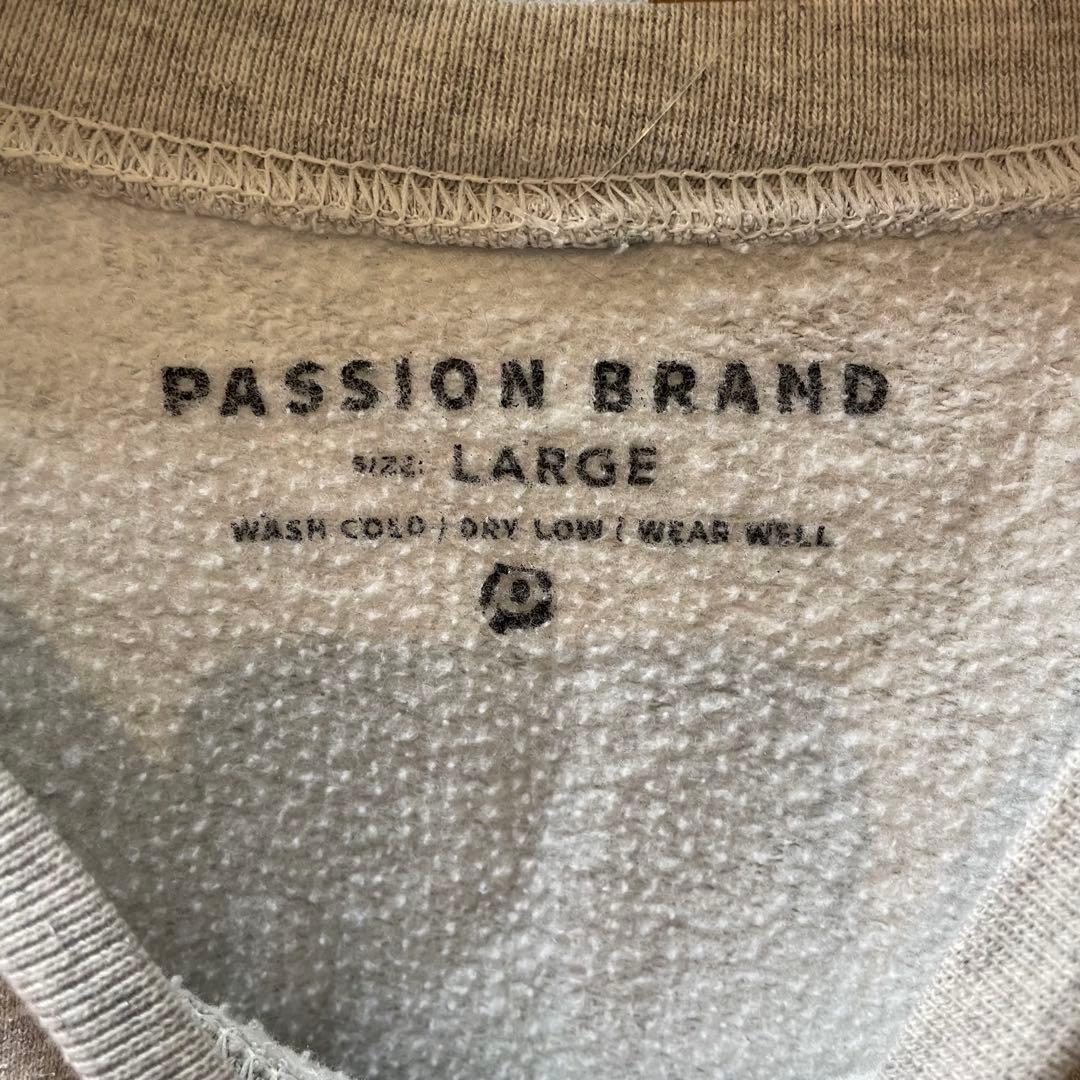 PASSION BRAND
SIZE: LARGE
WASH COLD / DRY LOW / WEAR WELL